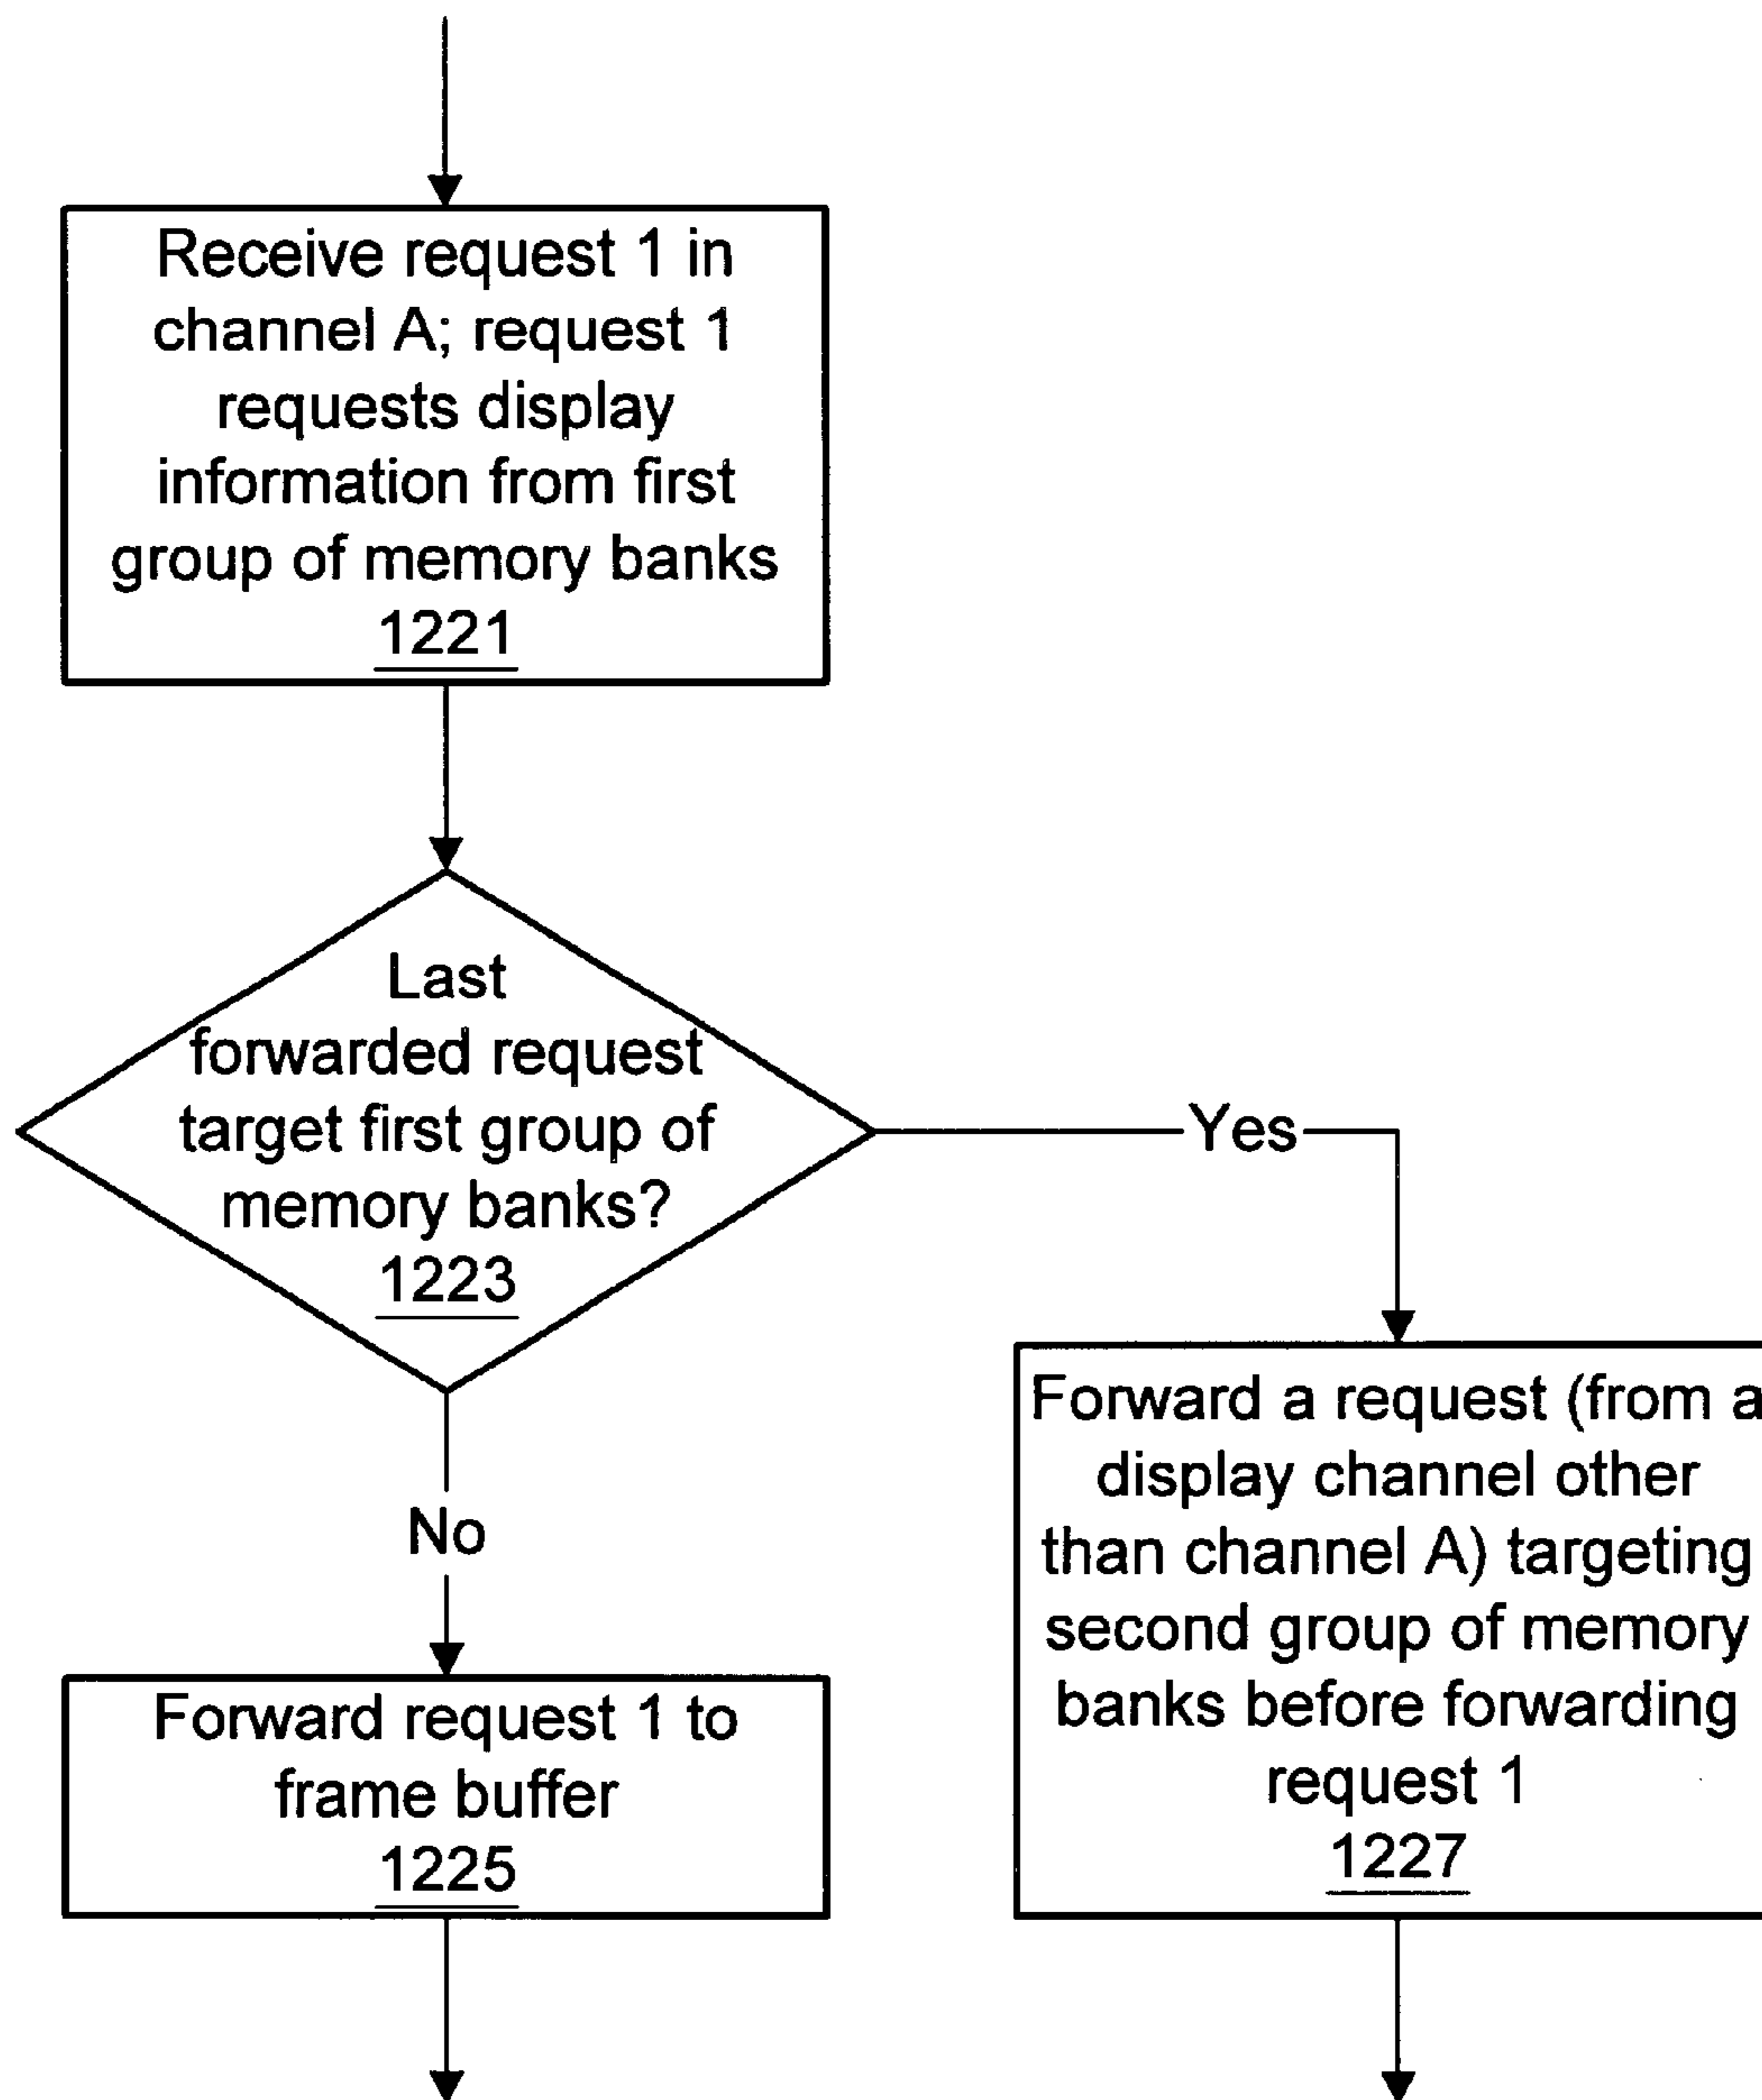 Receive request 1 in
channel A; request 1
requests display
information from first
group of memory banks
1221
Last
forwarded request
target first group of
memory banks?
1223
Yes
No
Forward a request (from a
display channel other
than channel A) targeting
second group of memory
banks before forwarding
request 1
1227
Forward request 1 to
frame buffer
1225